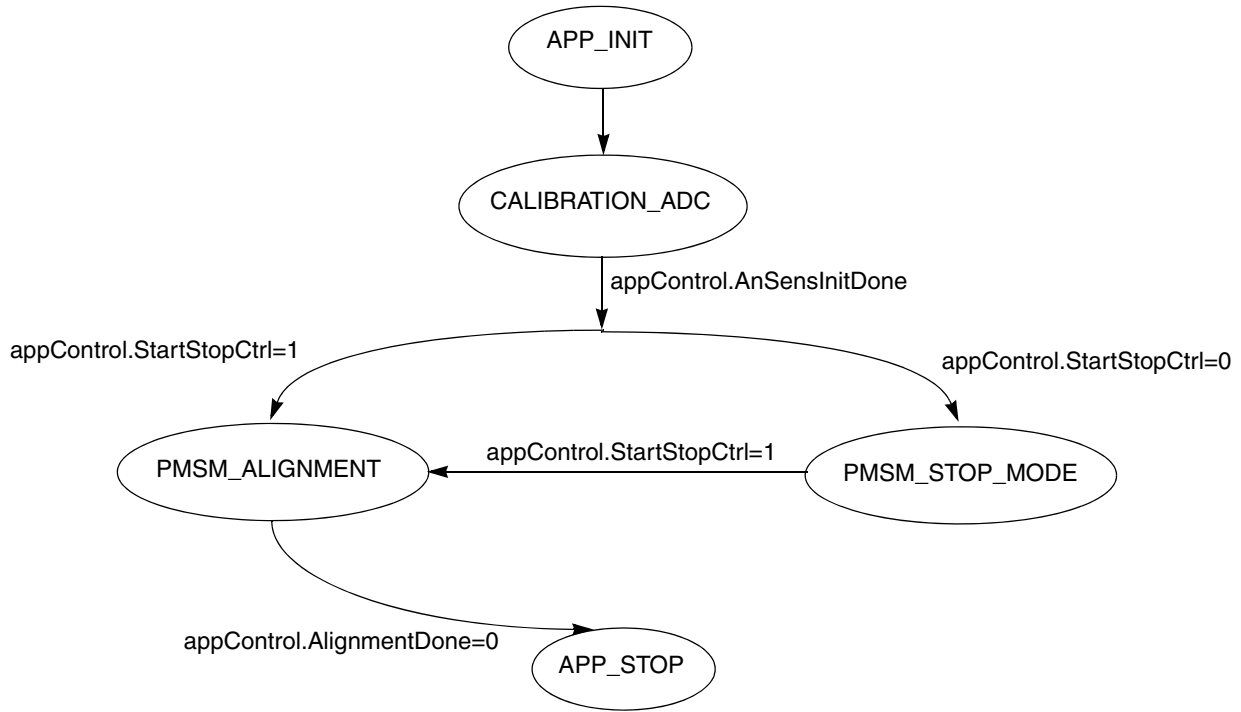 APP_INIT
CALIBRATION_ADC
appControl.AnSensInitDone
appControl.StartStopCtrl=1
appControl.StartStopCtrl=0
appControl.StartStopCtrl=1
PMSM_ALIGNMENT
PMSM_STOP_MODE
appControl.AlignmentDone=0
APP_STOP